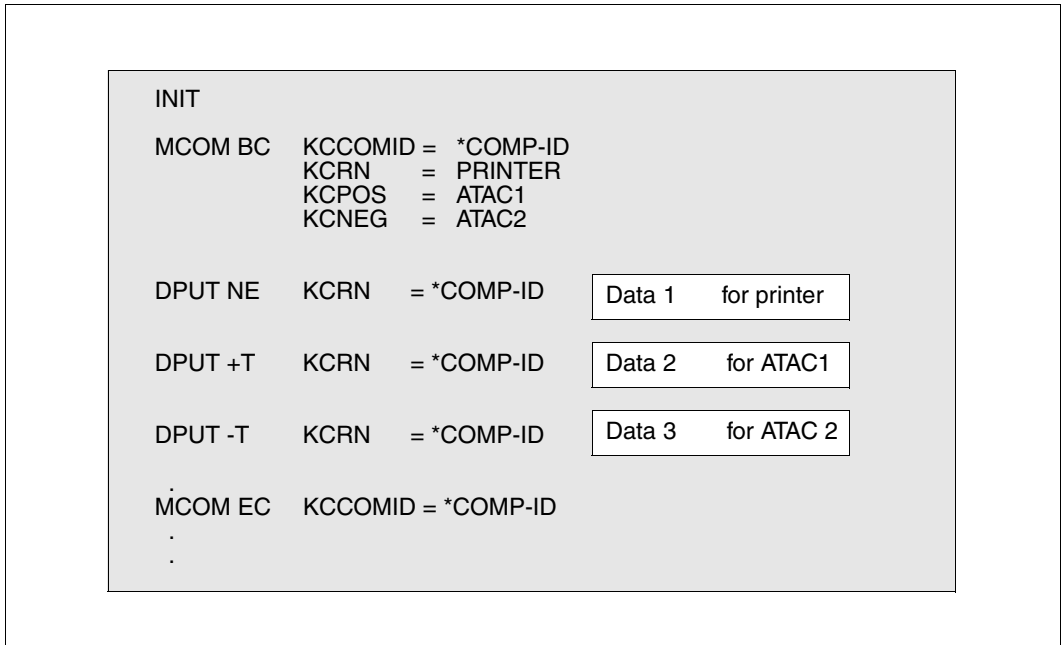 INIT
MCOM BC KCCOMID = *COMP-ID
KCRN = PRINTER
KCPOS = ATAC1
KCNEG = ATAC2
DPUT NE KCRN = *COMP-ID Data 1 for printer
DPUT +T KCRN = *COMP-ID Data 2 for ATAC1
DPUT -T KCRN = *COMP-ID Data 3 for ATAC 2
.
MCOM EC KCCOMID = *COMP-ID
.
.